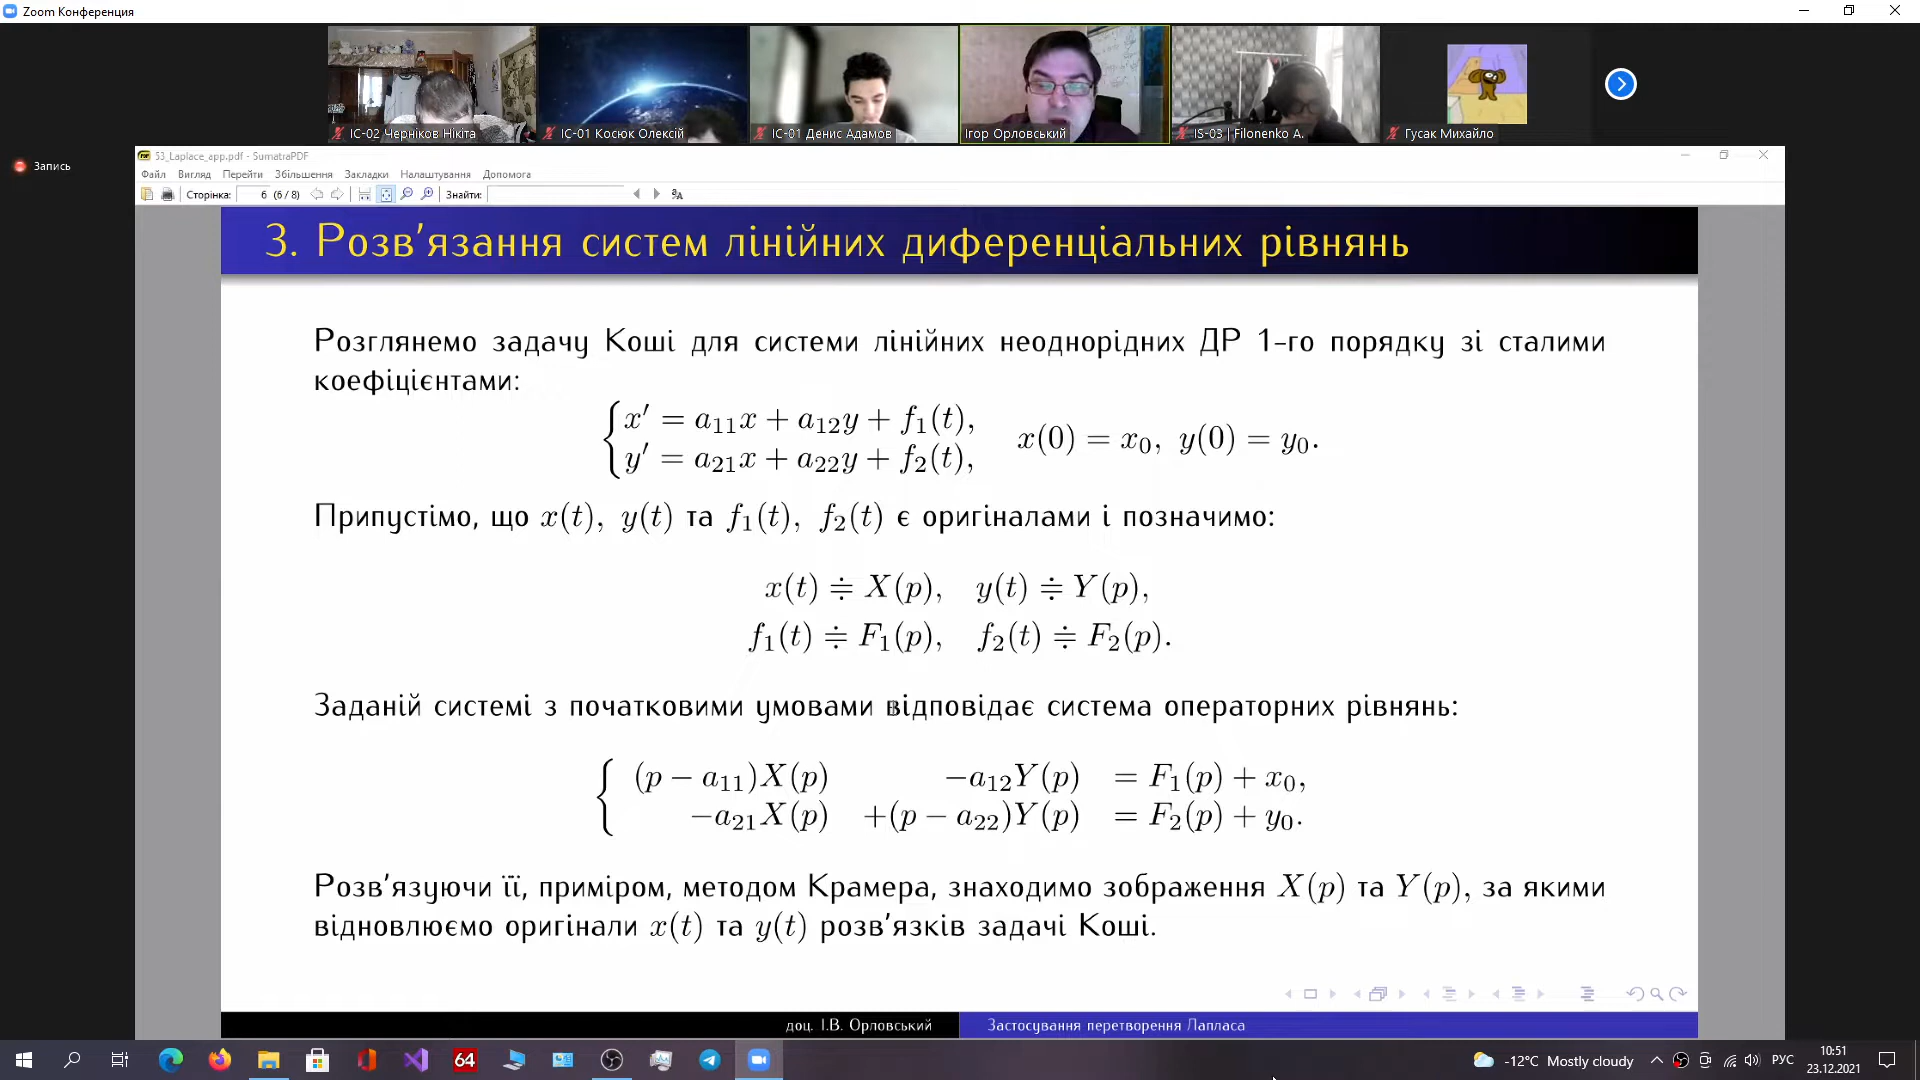 Zoom Конференция
IC-02 Черніков Нікіта
IC-01 Косюк Олексій
IC-01 Денис Адамов
Ігор Орловський
IS-03 | Filonenko A.
Гусак Михайло
Запись
53_Laplace_app.pdf - SumatraPDF
Файл Вигляд Перейти Збільшення Закладки Налаштування Допомога
Сторінка: 6 (6 / 8) Знайти:
3. Розв'язання систем лінійних диференціальних рівнянь
Розглянемо задачу Коші для системи лінійних неоднорідних ДР 1-го порядку зі сталими
коефіцієнтами:
x′ = a₁₁x + a₁₂y + f₁(t),
y′ = a₂₁x + a₂₂y + f₂(t),
x(0) = x₀, y(0) = y₀.
Припустімо, що x(t), y(t) та f₁(t), f₂(t) є оригіналами і позначимо:
x(t) ≑ X(p), y(t) ≑ Y(p),
f₁(t) ≑ F₁(p), f₂(t) ≑ F₂(p).
Заданій системі з початковими умовами відповідає система операторних рівнянь:
(p − a₁₁)X(p) −a₁₂Y(p) = F₁(p) + x₀,
−a₂₁X(p) +(p − a₂₂)Y(p) = F₂(p) + y₀.
Розв'язуючи її, приміром, методом Крамера, знаходимо зображення X(p) та Y(p), за якими
відновлюємо оригінали x(t) та y(t) розв'язків задачі Коші.
доц. І.В. Орловський
Застосування перетворення Лапласа
64
-12°C Mostly cloudy
РУС
10:51
23.12.2021